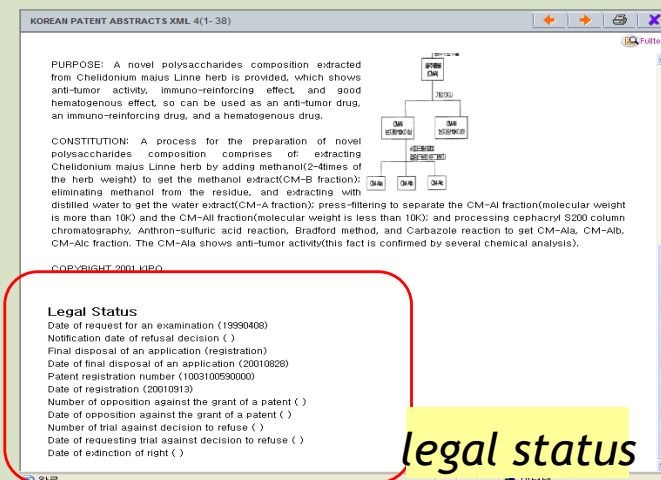 KOREAN PATENT ABSTRACTS XML 4(1- 38)
Fullte
PURPOSE: A novel polysaccharides composition extracted
from Chelidonium majus Linne herb is provided, which shows
anti-tumor activity, immuno-reinforcing effect, and good
hematogenous effect, so can be used as an anti-tumor drug,
an immuno-reinforcing drug, and a hematogenous drug.
CONSTITUTION: A process for the preparation of novel
polysaccharides composition comprises of: extracting
Chelidonium majus Linne herb by adding methanol(2-4times of
the herb weight) to get the methanol extract(CM-B fraction);
eliminating methanol from the residue, and extracting with
distilled water to get the water extract(CM-A fraction); press-filtering to separate the CM-AI fraction(molecular weight
is more than 10K) and the CM-AII fraction(molecular weight is less than 10K); and processing cephacryl S200 column
chromatography, Anthron-sulfuric acid reaction, Bradford method, and Carbazole reaction to get CM-AIa, CM-AIb,
CM-AIc fraction. The CM-AIa shows anti-tumor activity(this fact is confirmed by several chemical analysis).
COPYRIGHT 2001 KIPO
Legal Status
Date of request for an examination (19990408)
Notification date of refusal decision ( )
Final disposal of an application (registration)
Date of final disposal of an application (20010828)
Patent registration number (1003100590000)
Date of registration (20010913)
Number of opposition against the grant of a patent ( )
Date of opposition against the grant of a patent ( )
Number of trial against decision to refuse ( )
Date of requesting trial against decision to refuse ( )
Date of extinction of right ( )
legal status